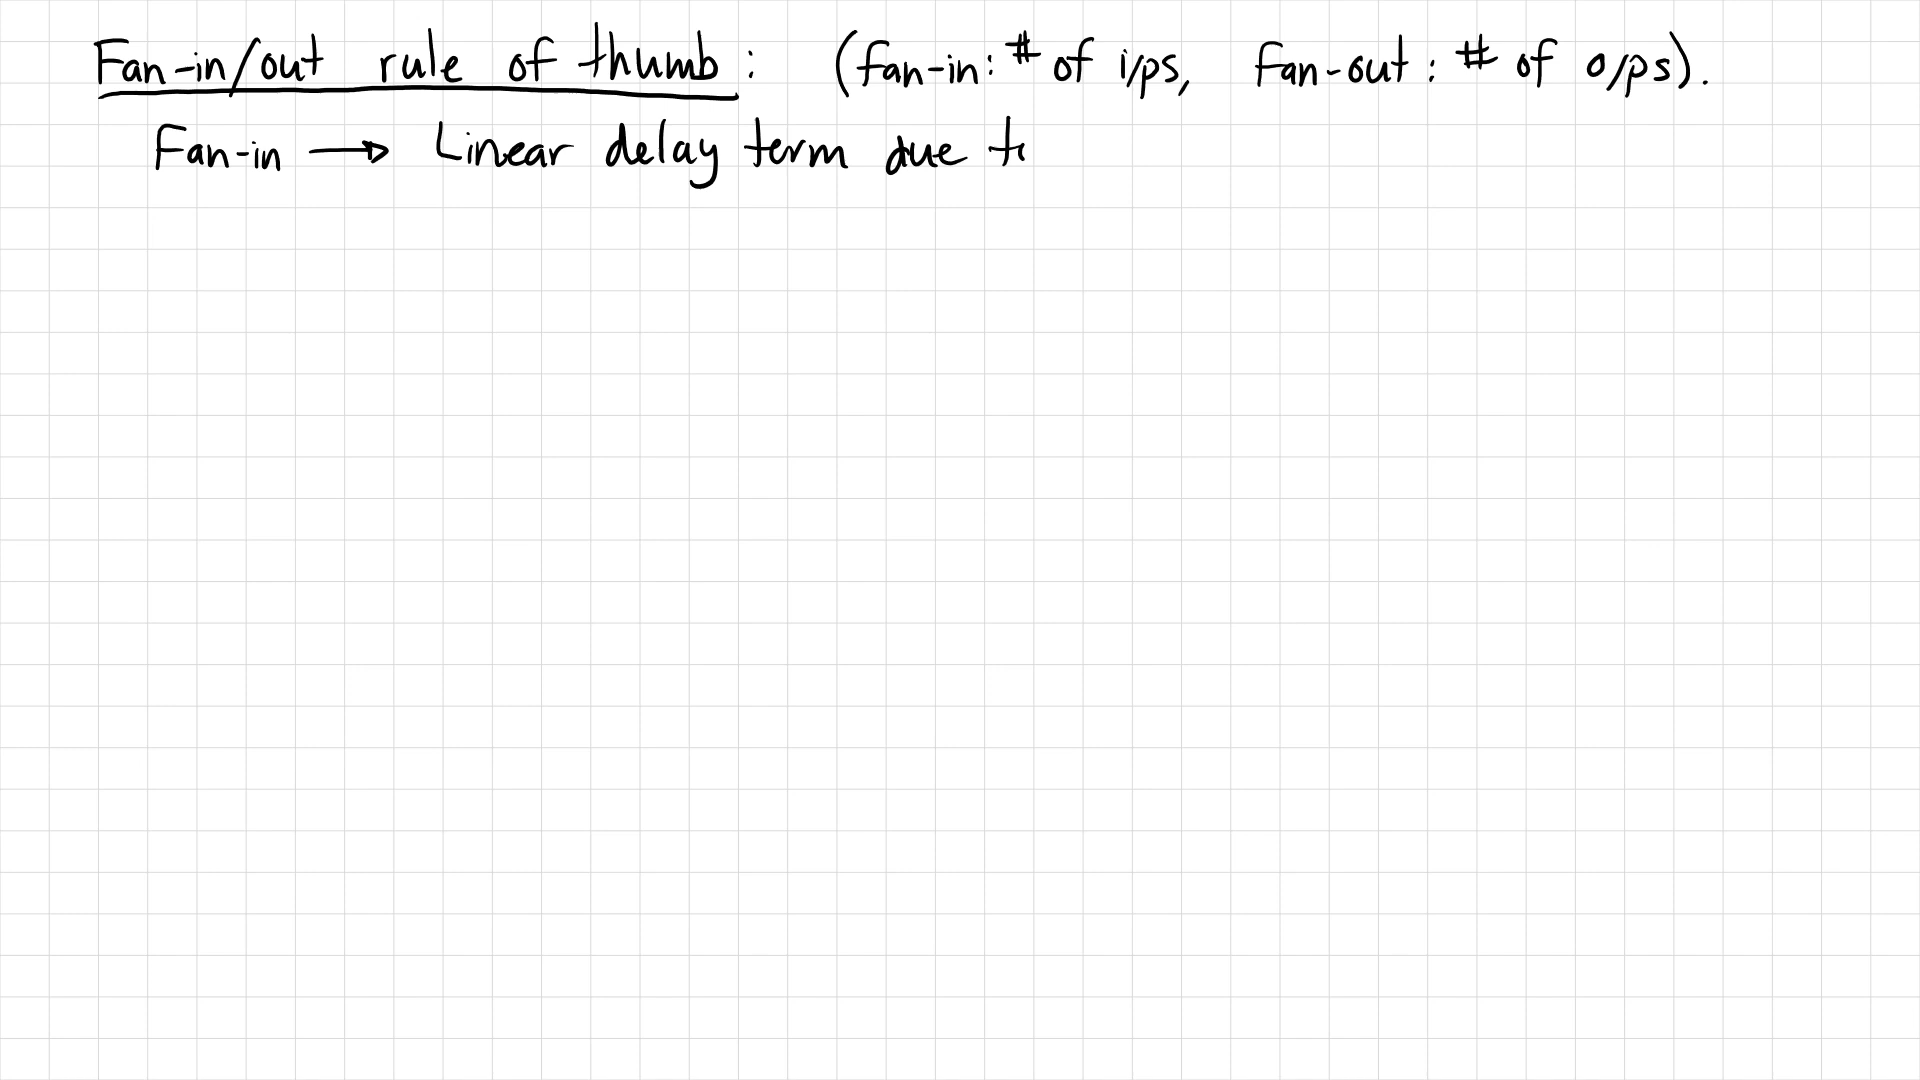 Fan-in/out rule of thumb: (fan-in: # of i/ps, fan-out: # of o/ps).
Fan-in → Linear delay term due